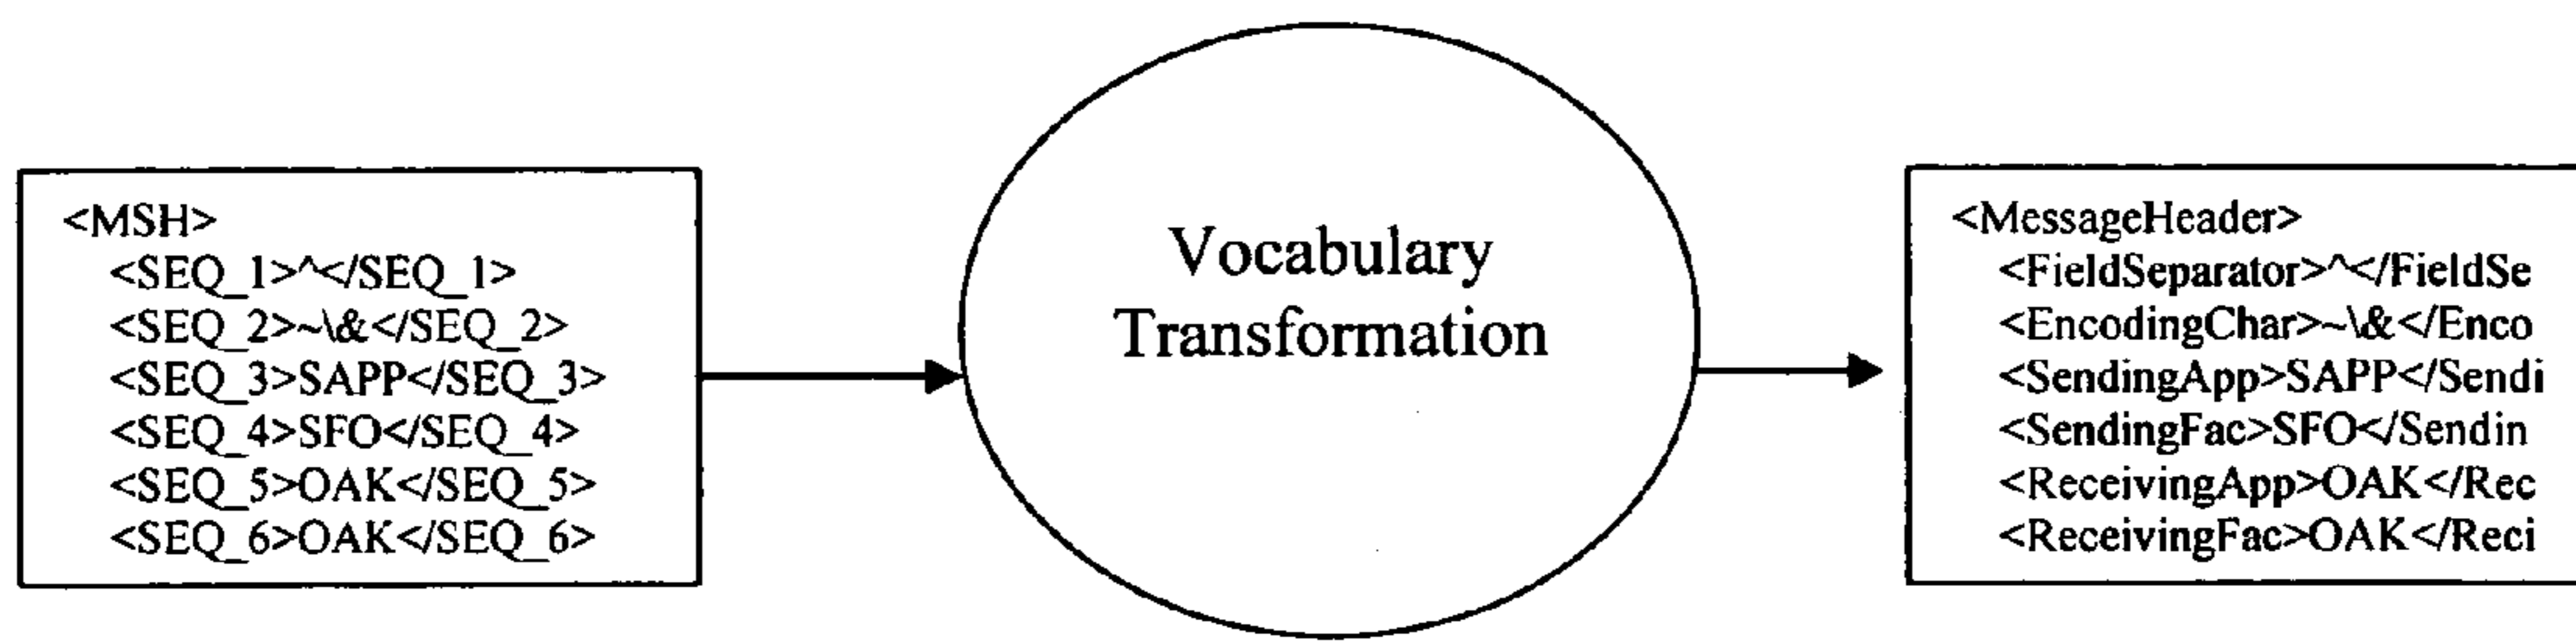 <MSH>
<SEQ_1>^</SEQ_1>
<SEQ_2>~\&</SEQ_2>
<SEQ_3>SAPP</SEQ_3>
<SEQ_4>SFO</SEQ_4>
<SEQ_5>OAK</SEQ_5>
<SEQ_6>OAK</SEQ_6>
Vocabulary
Transformation
<MessageHeader>
<FieldSeparator>^</FieldSe
<EncodingChar>~\&</Enco
<SendingApp>SAPP</Sendi
<SendingFac>SFO</Sendin
<ReceivingApp>OAK</Rec
<ReceivingFac>OAK</Reci